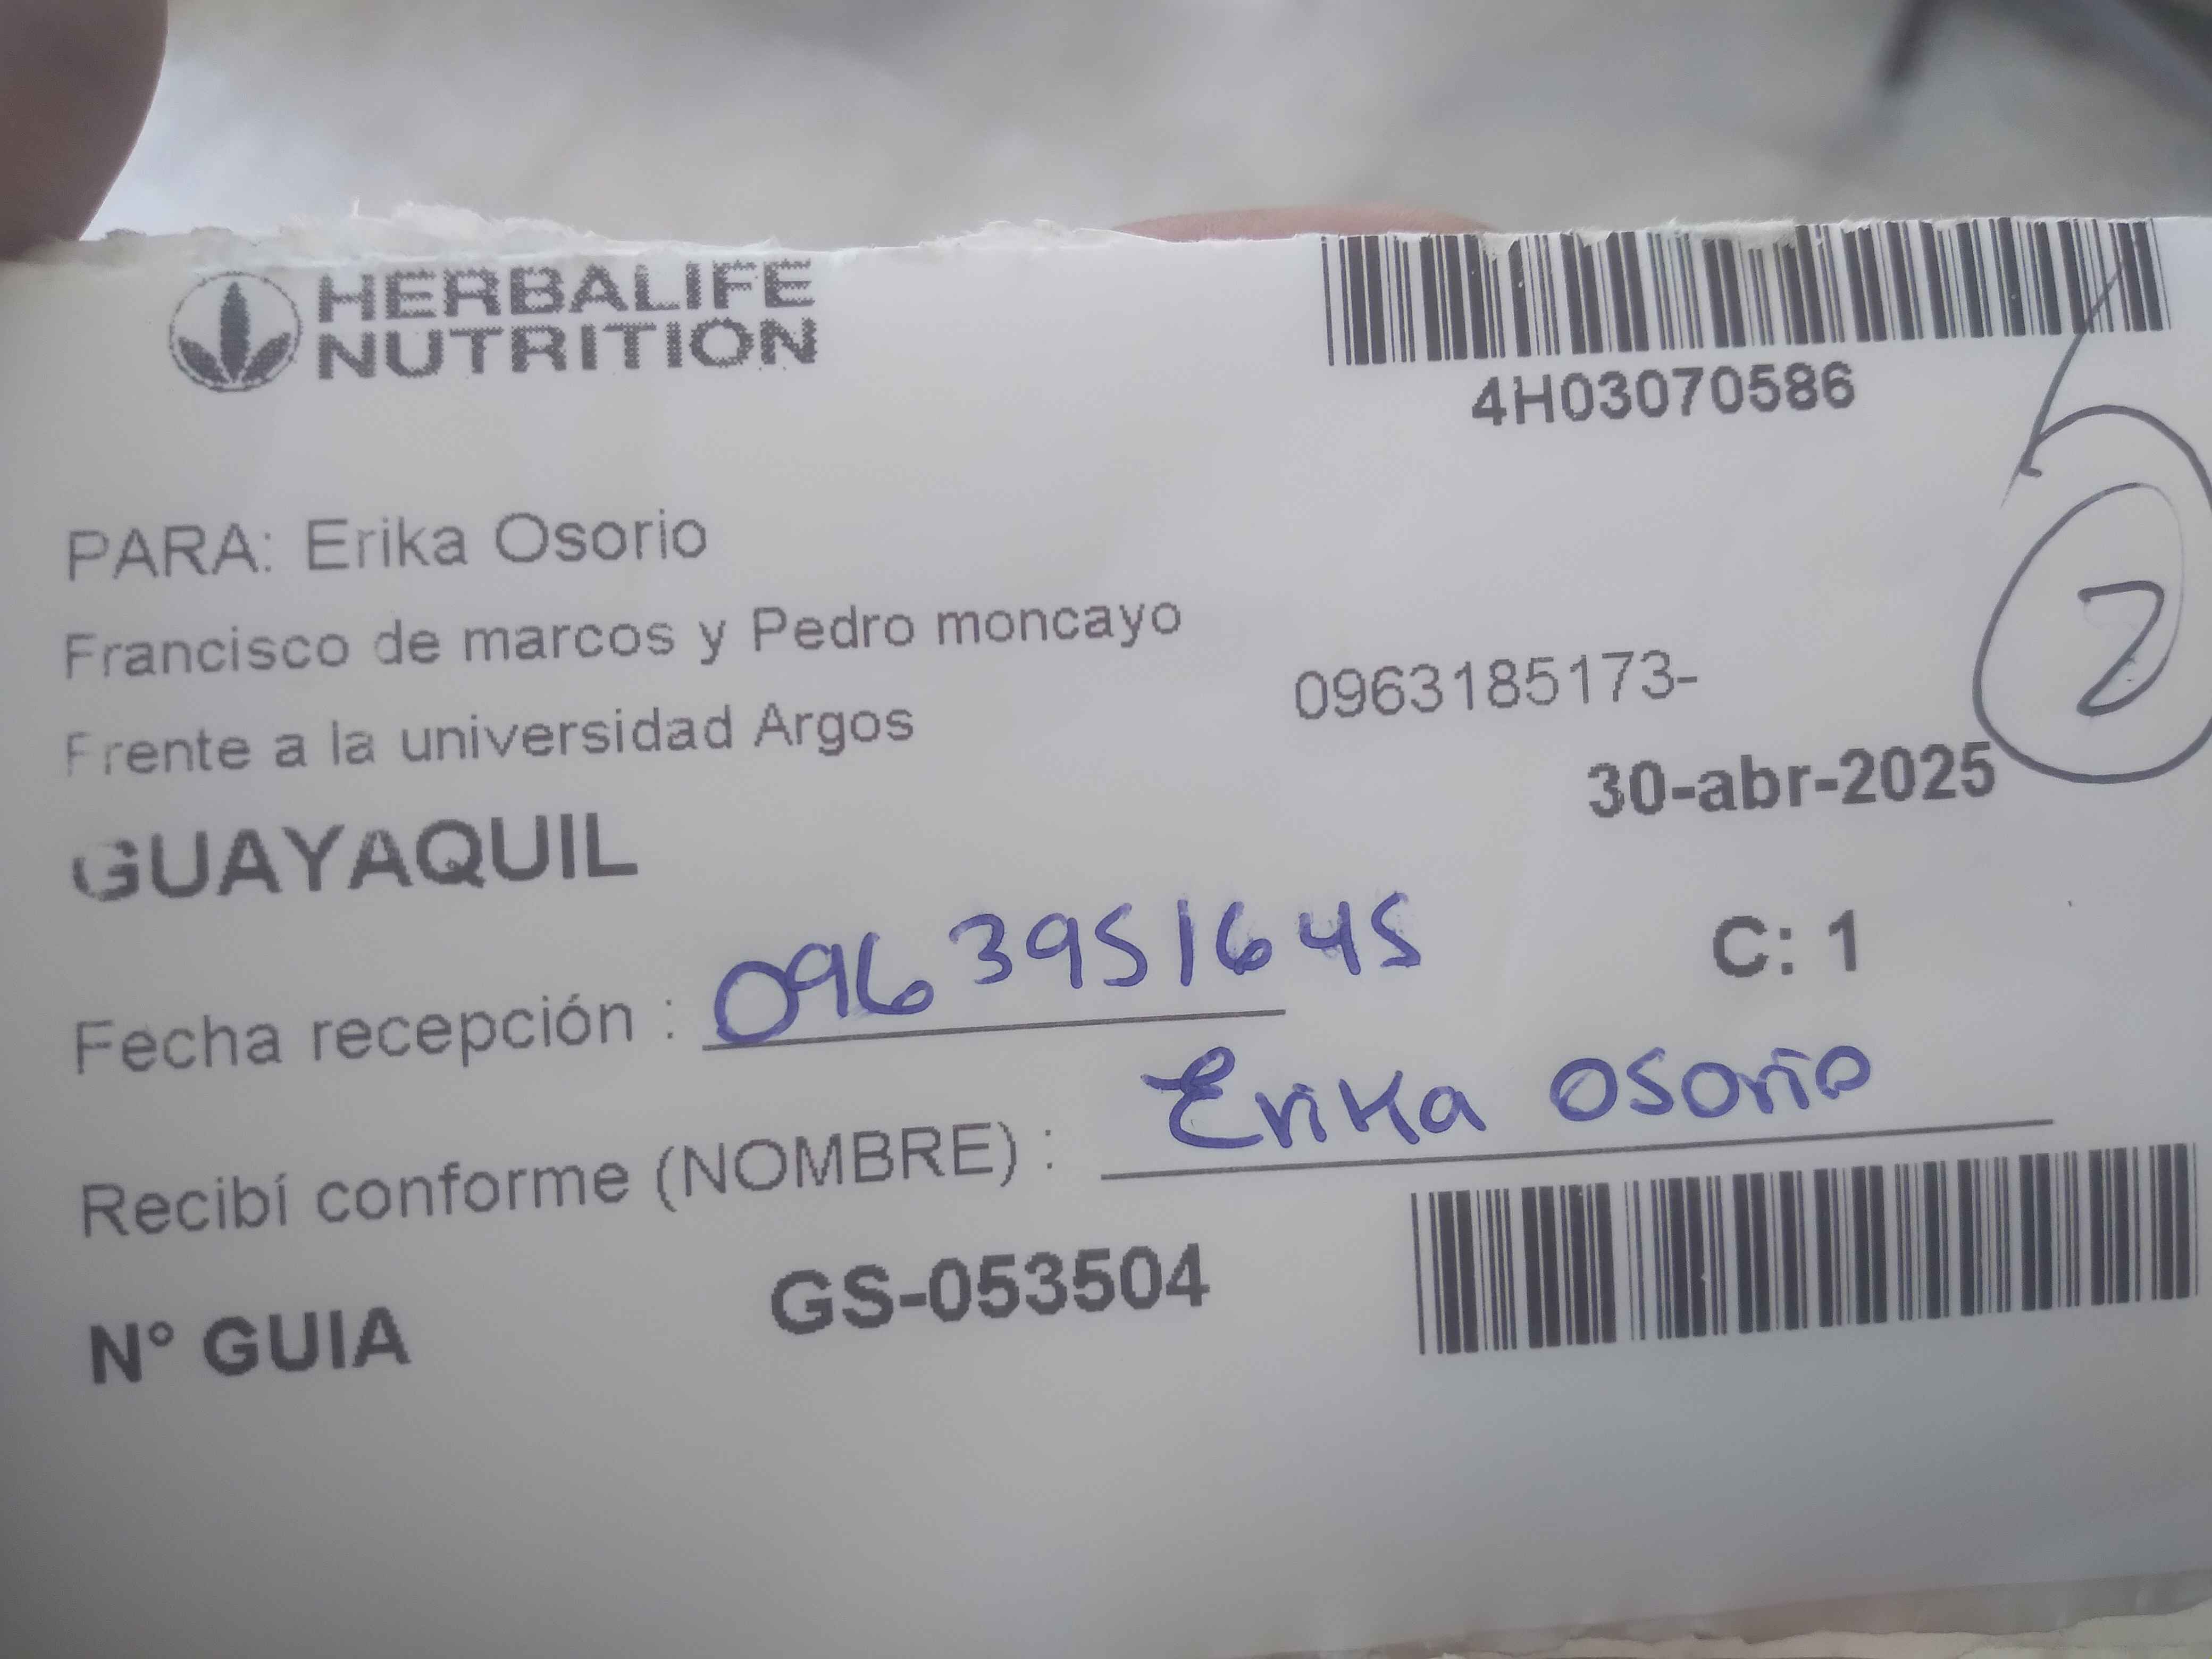 HERBALIFE
NUTRITION
4H03070586
PARA: Erika Osorio
Francisco de marcos y Pedro moncayo
0963185173-
Frente a la universidad Argos
30-abr-2025
2
GUAYAQUIL
C: 1
Fecha recepción : 0963951645
Recibí conforme (NOMBRE) : Erika Osorio
N° GUIA GS-053504